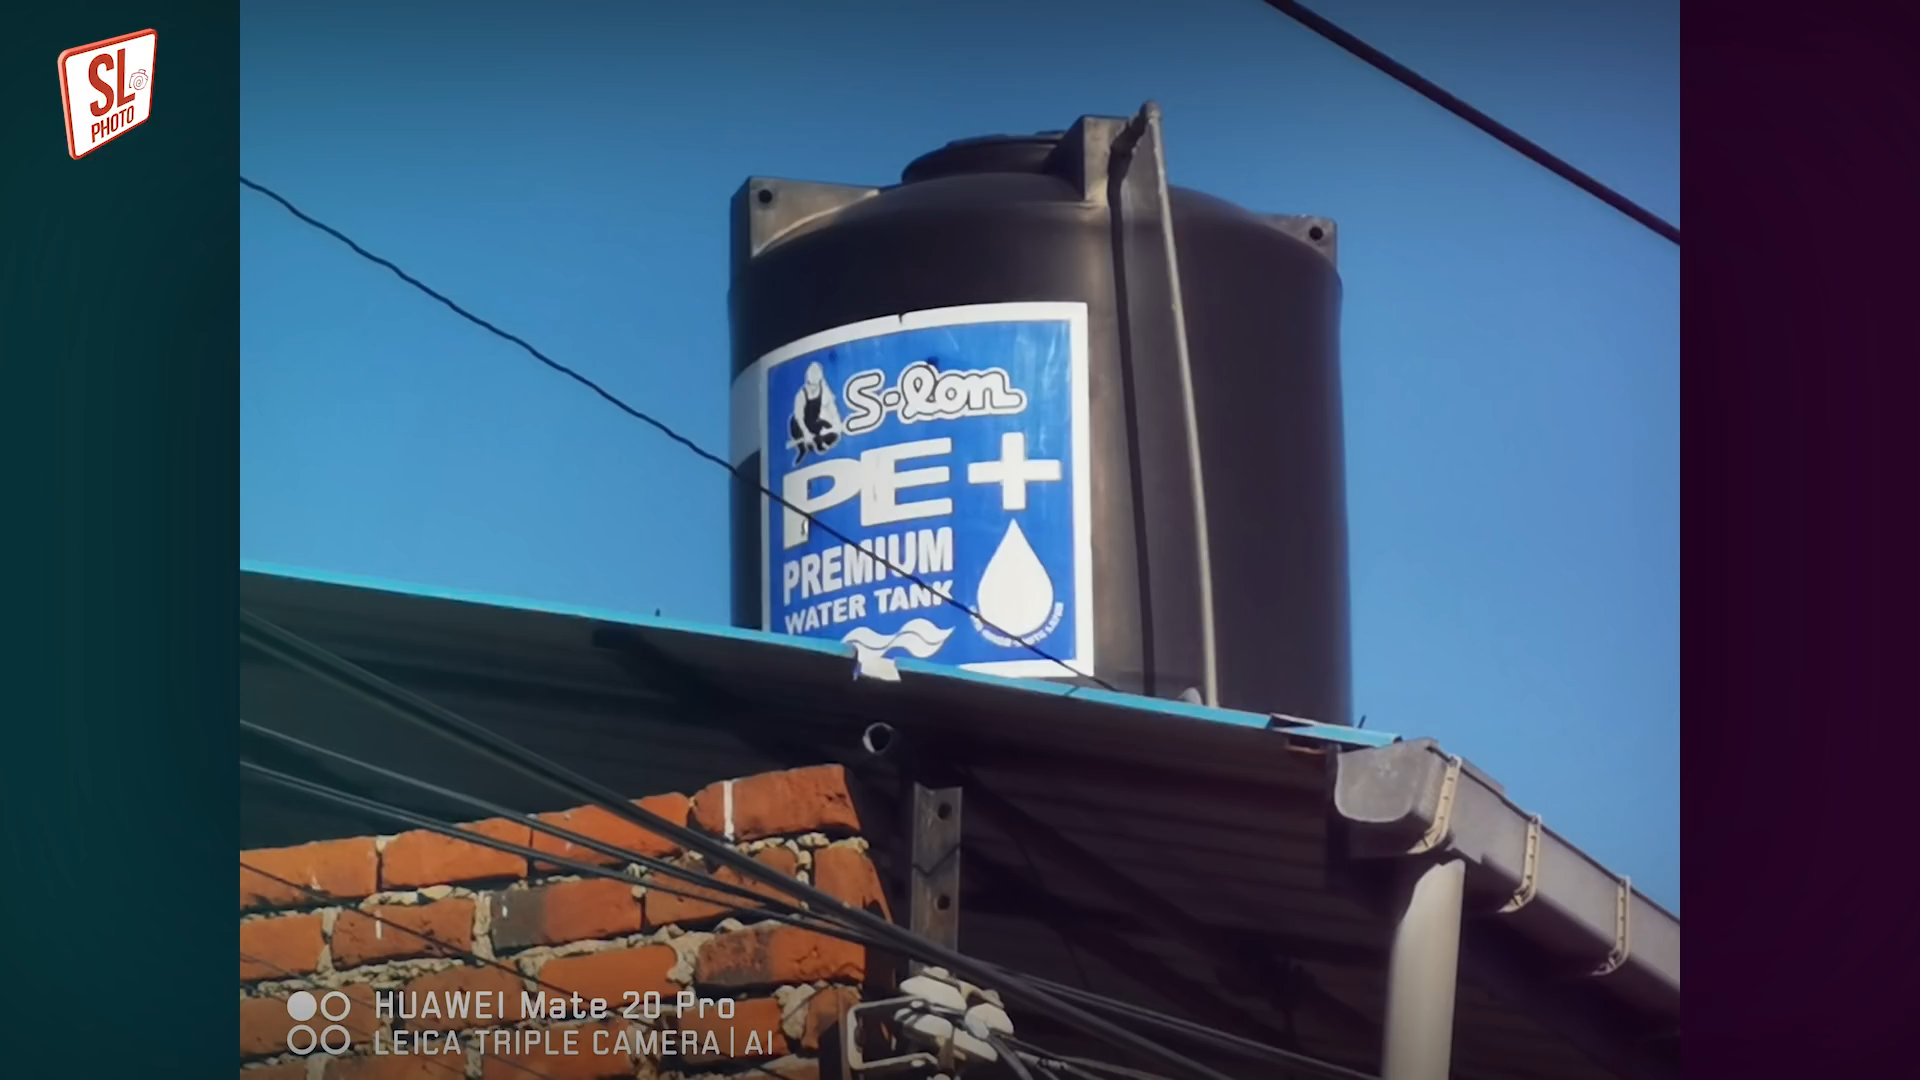 SL
PHOTO
S-lon
PE+
PREMIUM
WATER TANK
HUAWEI Mate 20 Pro
LEICA TRIPLE CAMERA | AI